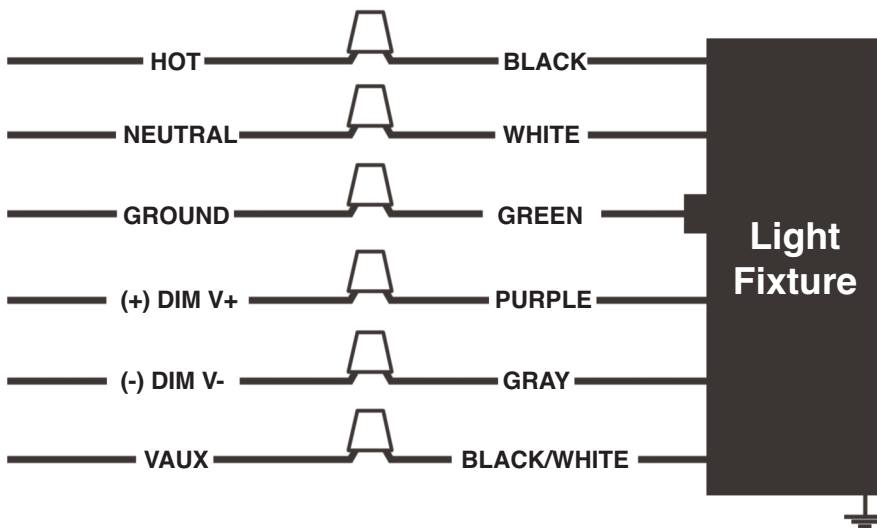 HOT
BLACK
NEUTRAL
WHITE
GROUND
GREEN
(+) DIM V+
PURPLE
(-) DIM V-
GRAY
VAUX
BLACK/WHITE
Light
Fixture